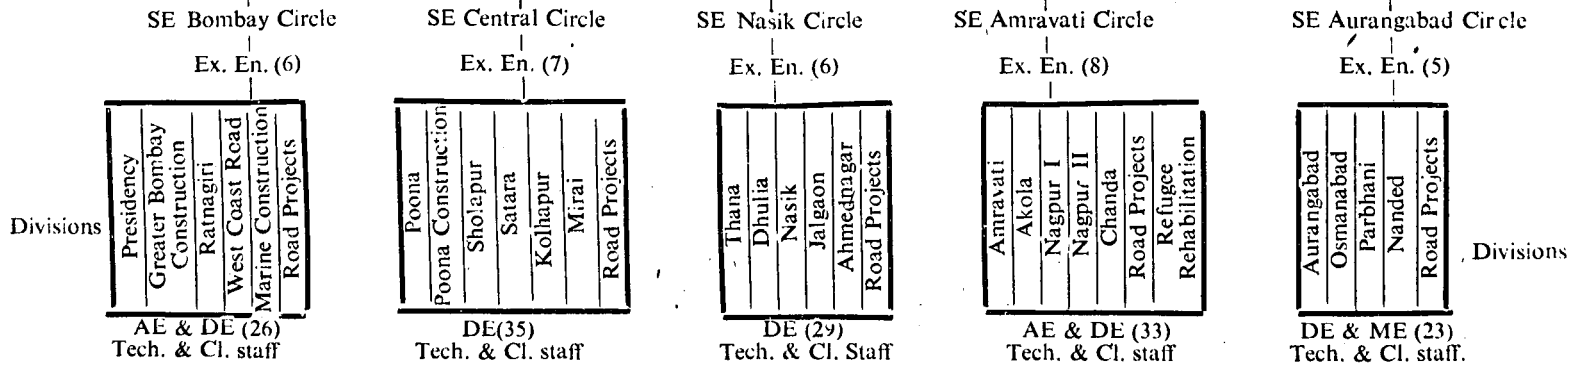 SE Bombay Circle
SE Central Circle
SE Nasik Circle
SE Amravati Circle
SE Aurangabad Circle
Ex. En. (6)
Ex. En. (7)
Ex. En. (6)
Ex. En. (8)
Ex. En. (5)
Divisions
Presidency
Greater Bombay
Construction
Ratnagiri
West Coast Road
Marine Construction
Road Projects
Poona
Poona Construction
Sholapur
Satara
Kolhapur
Mirai
Road Projects
Thana
Dhulia
Nasik
Jalgaon
Ahmednagar
Road Projects
Amravati
Akola
Nagpur I
Nagpur II
Chanda
Road Projects
Refugee
Rehabilitation
Aurangabad
Osmanabad
Parbhani
Nanded
Road Projects
Divisions
AE & DE (26)
Tech. & Cl. staff
DE(35)
Tech. & Cl. staff
DE (29)
Tech. & Cl. Staff
AE & DE (33)
Tech. & Cl. staff
DE & ME (23)
Tech. & Cl. staff.